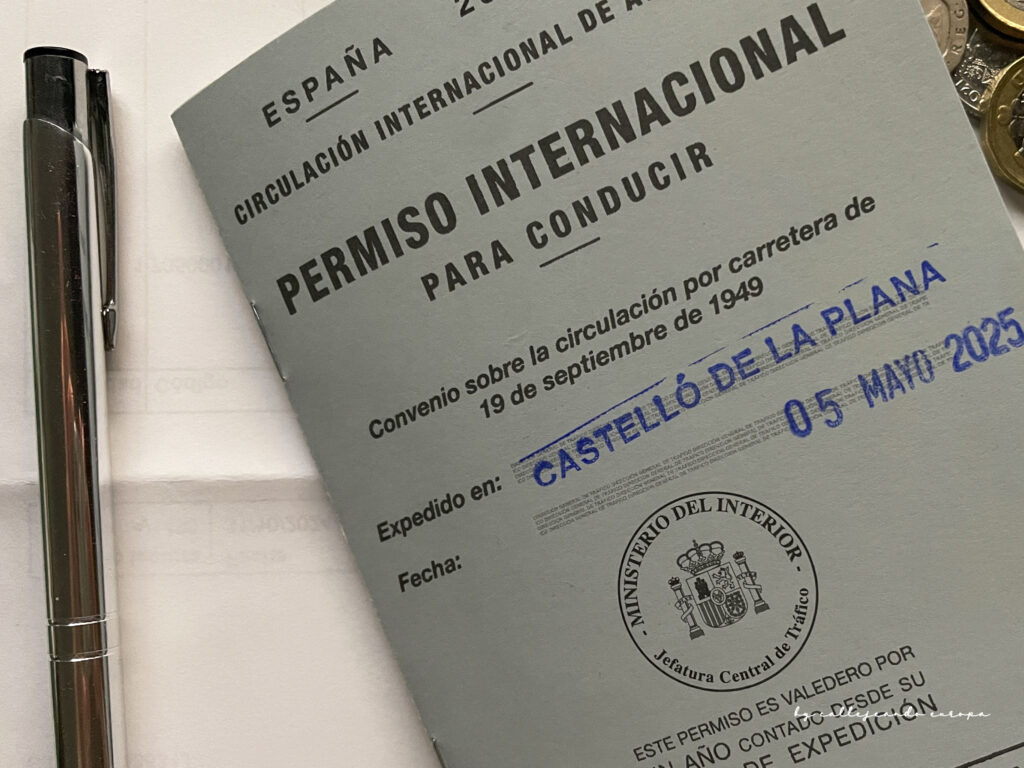 ESPAÑA
CIRCULACIÓN INTERNACIONAL DE
PERMISO INTERNACIONAL
PARA CONDUCIR
Convenio sobre la circulación por carretera de
19 de septiembre de 1949
Expedido en: CASTELLÓ DE LA PLANA
Fecha: 05 MAYO 2025
- MINISTERIO DEL INTERIOR -
Jefatura Central de Tráfico
ESTE PERMISO ES VALEDERO POR
AÑO CONTADO DESDE SU
DE EXPEDICIÓN